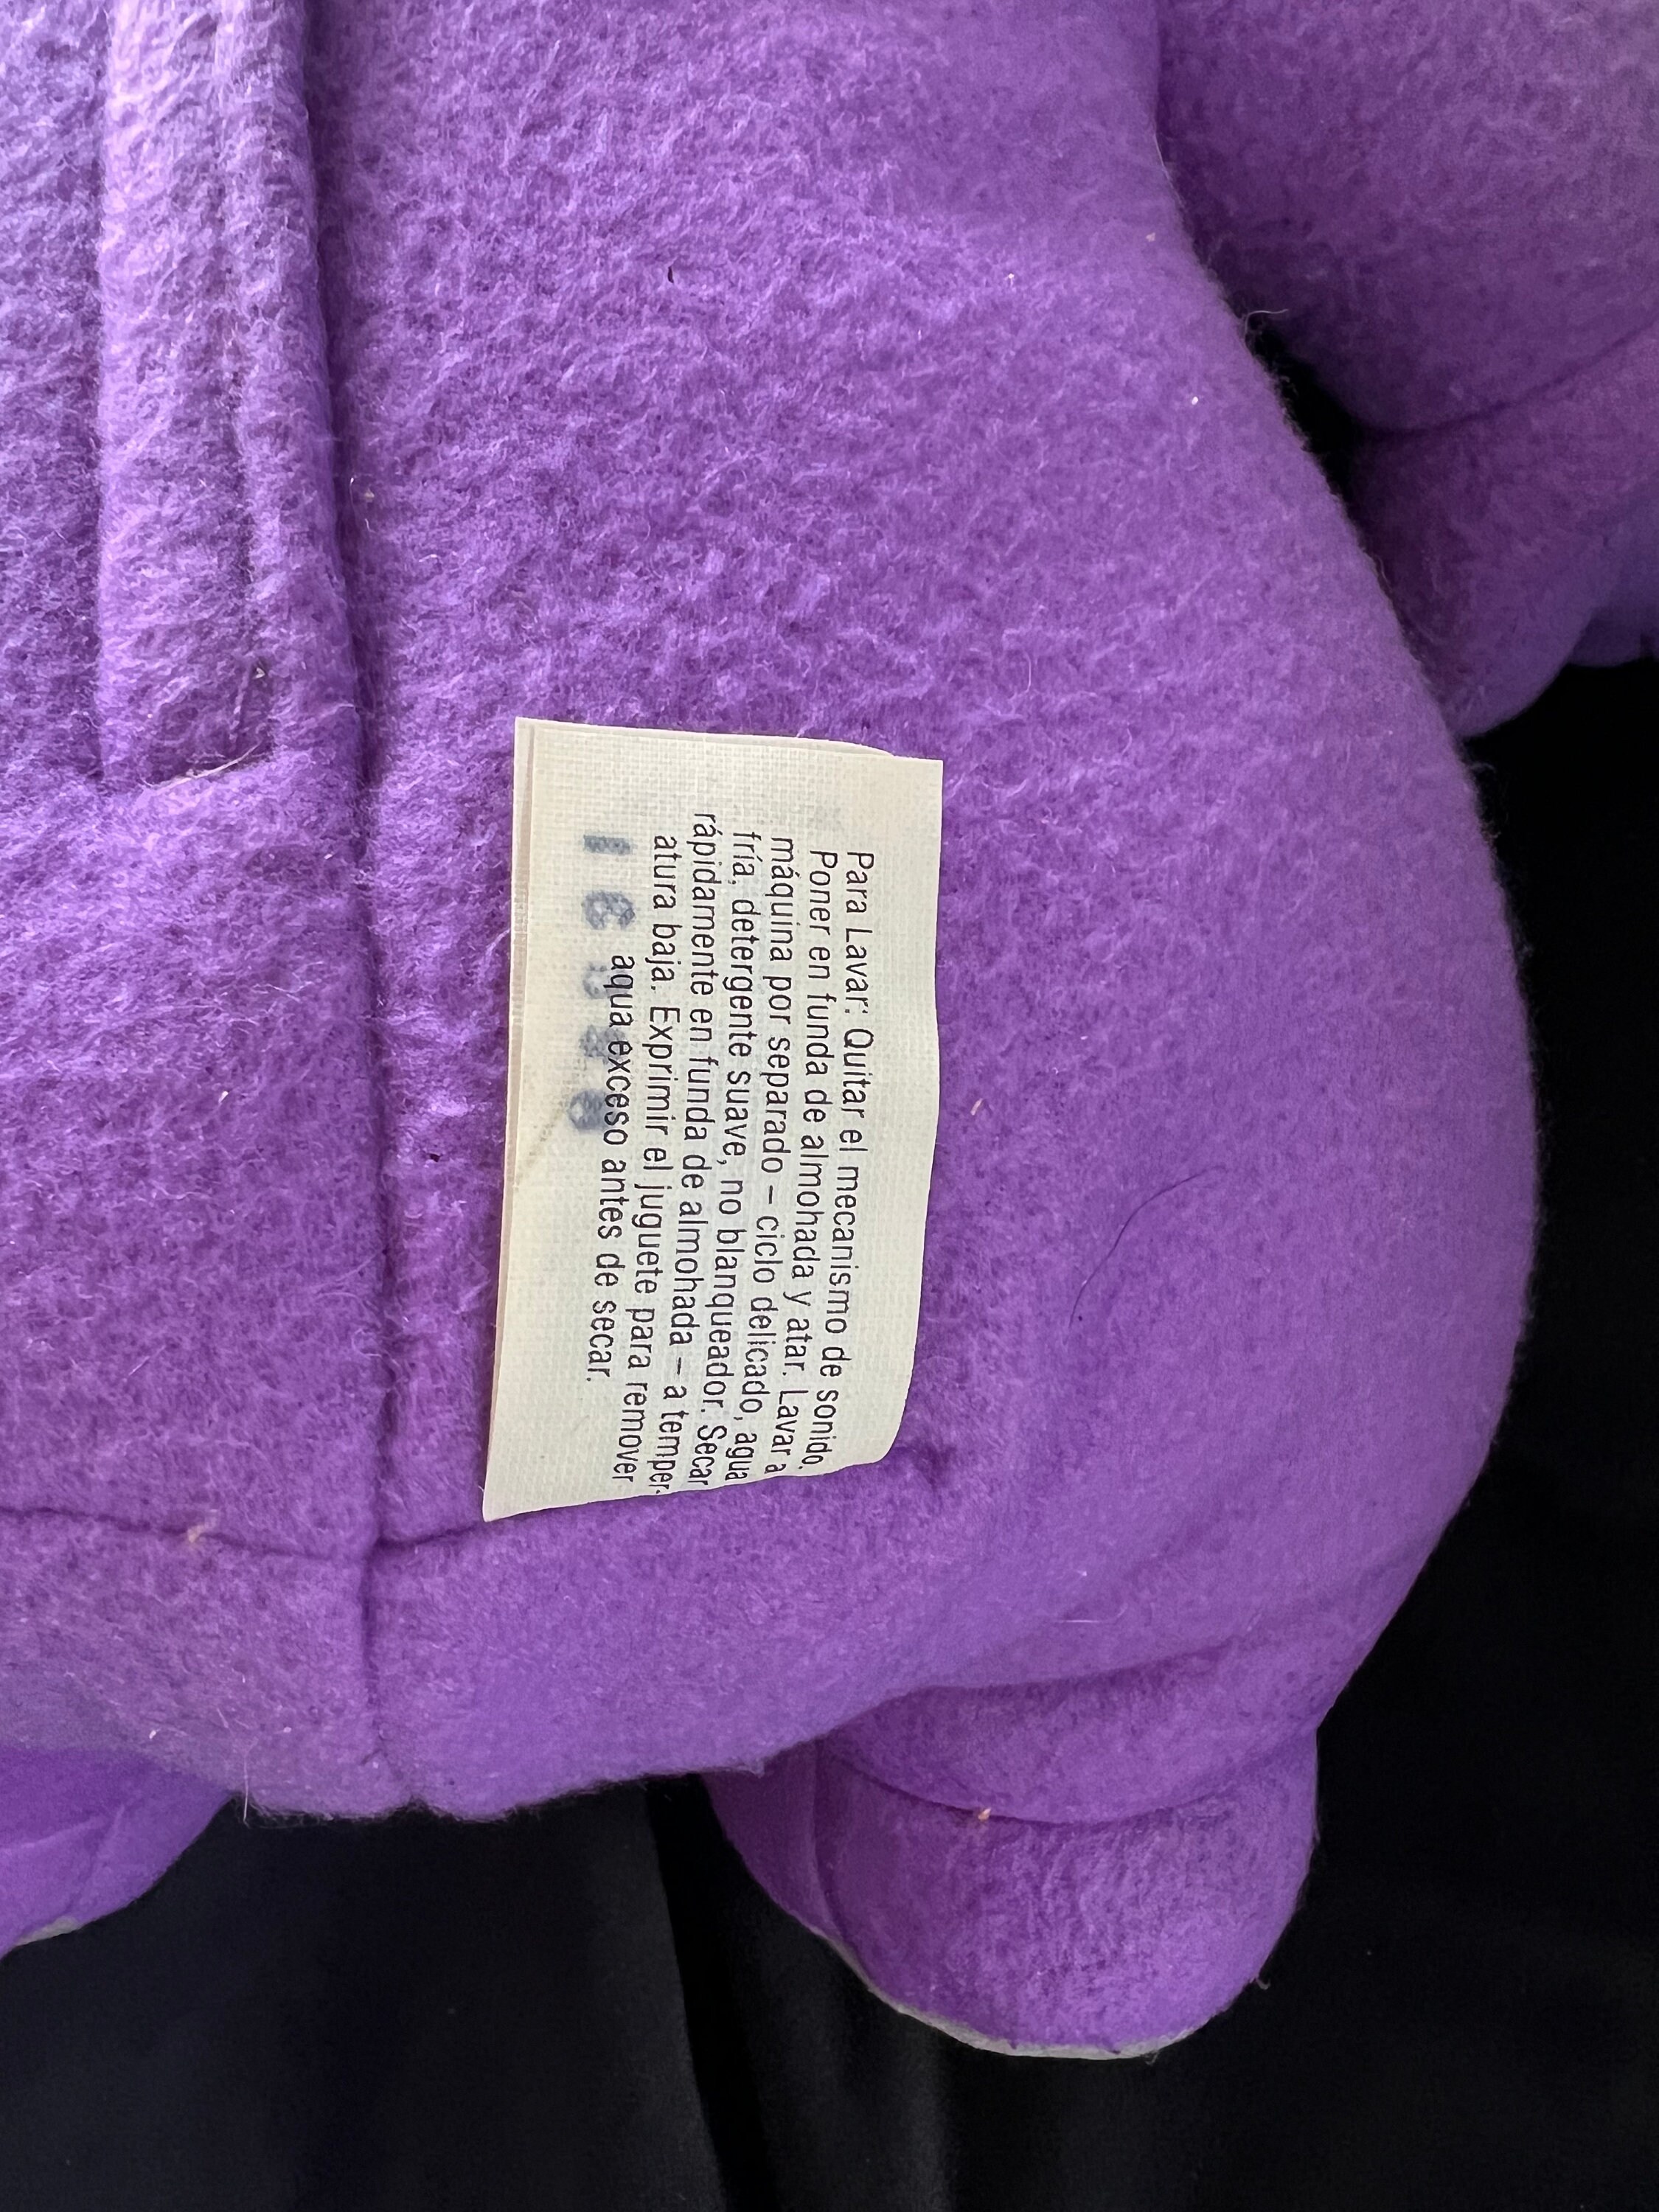 Para Lavar: Quitar el mecanismo de sonido.
Poner en funda de almohada y atar. Lavar a
máquina por separado – ciclo delicado, agua
fría, detergente suave, no blanqueador. Secar
rápidamente en funda de almohada – a temper-
atura baja. Exprimir el juguete para remover
aqua exceso antes de secar.